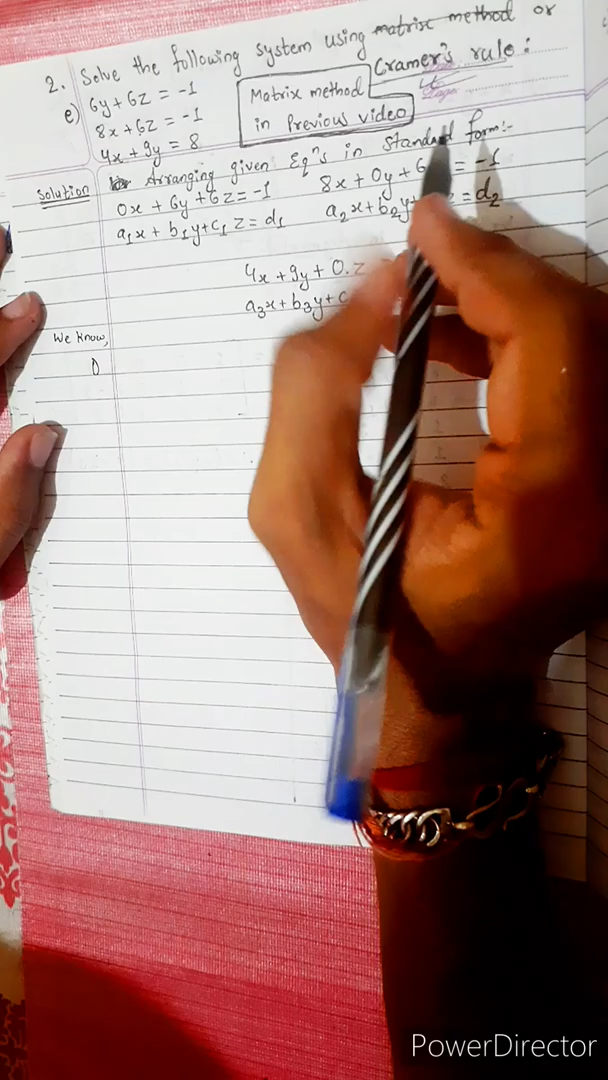 2. Solve the following system using matrix method or
Cramer's rule:
e) 6y + 6z = -1
8x + 6z = -1
4x + 9y = 8
Matrix method
in Previous video
Solution
Arranging given Eqⁿs in standard form:-
0x + 6y + 6z = -1
8x + 0y + 6 = -1
a₁x + b₁y + c₁z = d₁
a₂x + b₂y + z = d₂
4x + 9y + 0.z
a₃x + b₃y + c
We know,
D
PowerDirector